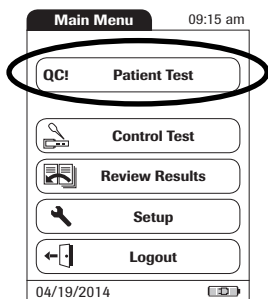 Main Menu 09:15 am
QC! Patient Test
Control Test
Review Results
Setup
Logout
04/19/2014